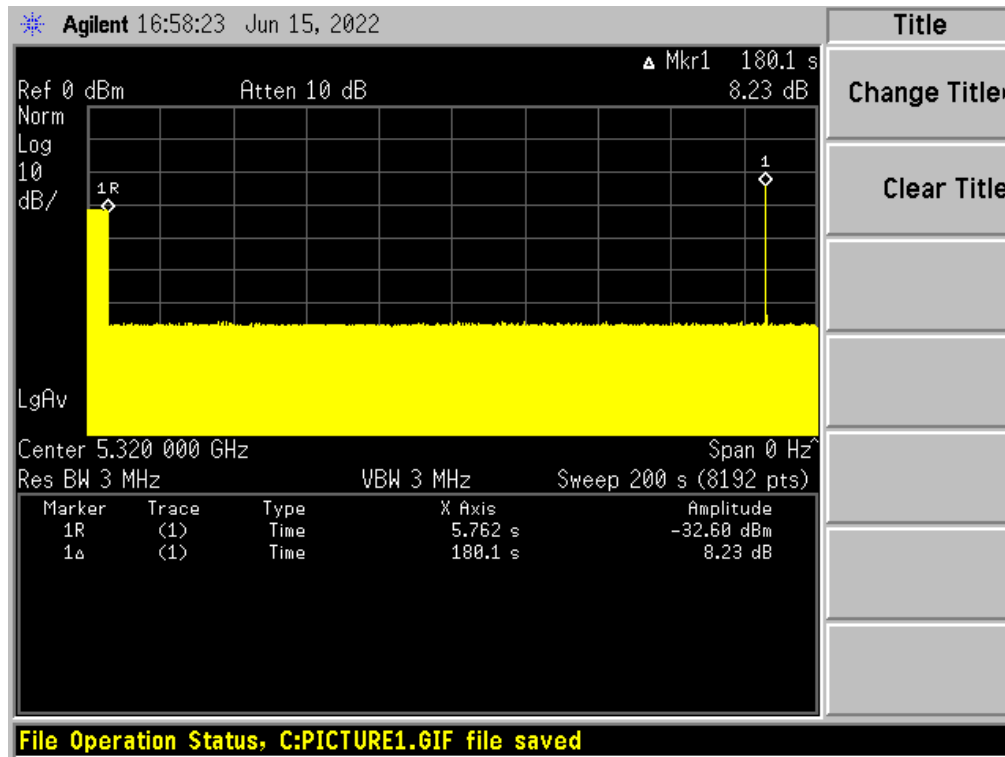 Agilent 16:58:23 Jun 15, 2022
Title
Δ Mkr1 180.1 s
Ref 0 dBm Atten 10 dB 8.23 dB
Change Title
Norm
Log
10
dB/
1R
1
Clear Title
LgAv
Center 5.320 000 GHz Span 0 Hz^
Res BW 3 MHz VBW 3 MHz Sweep 200 s (8192 pts)
Marker Trace Type X Axis Amplitude
1R (1) Time 5.762 s -32.60 dBm
1Δ (1) Time 180.1 s 8.23 dB
File Operation Status, C:PICTURE1.GIF file saved